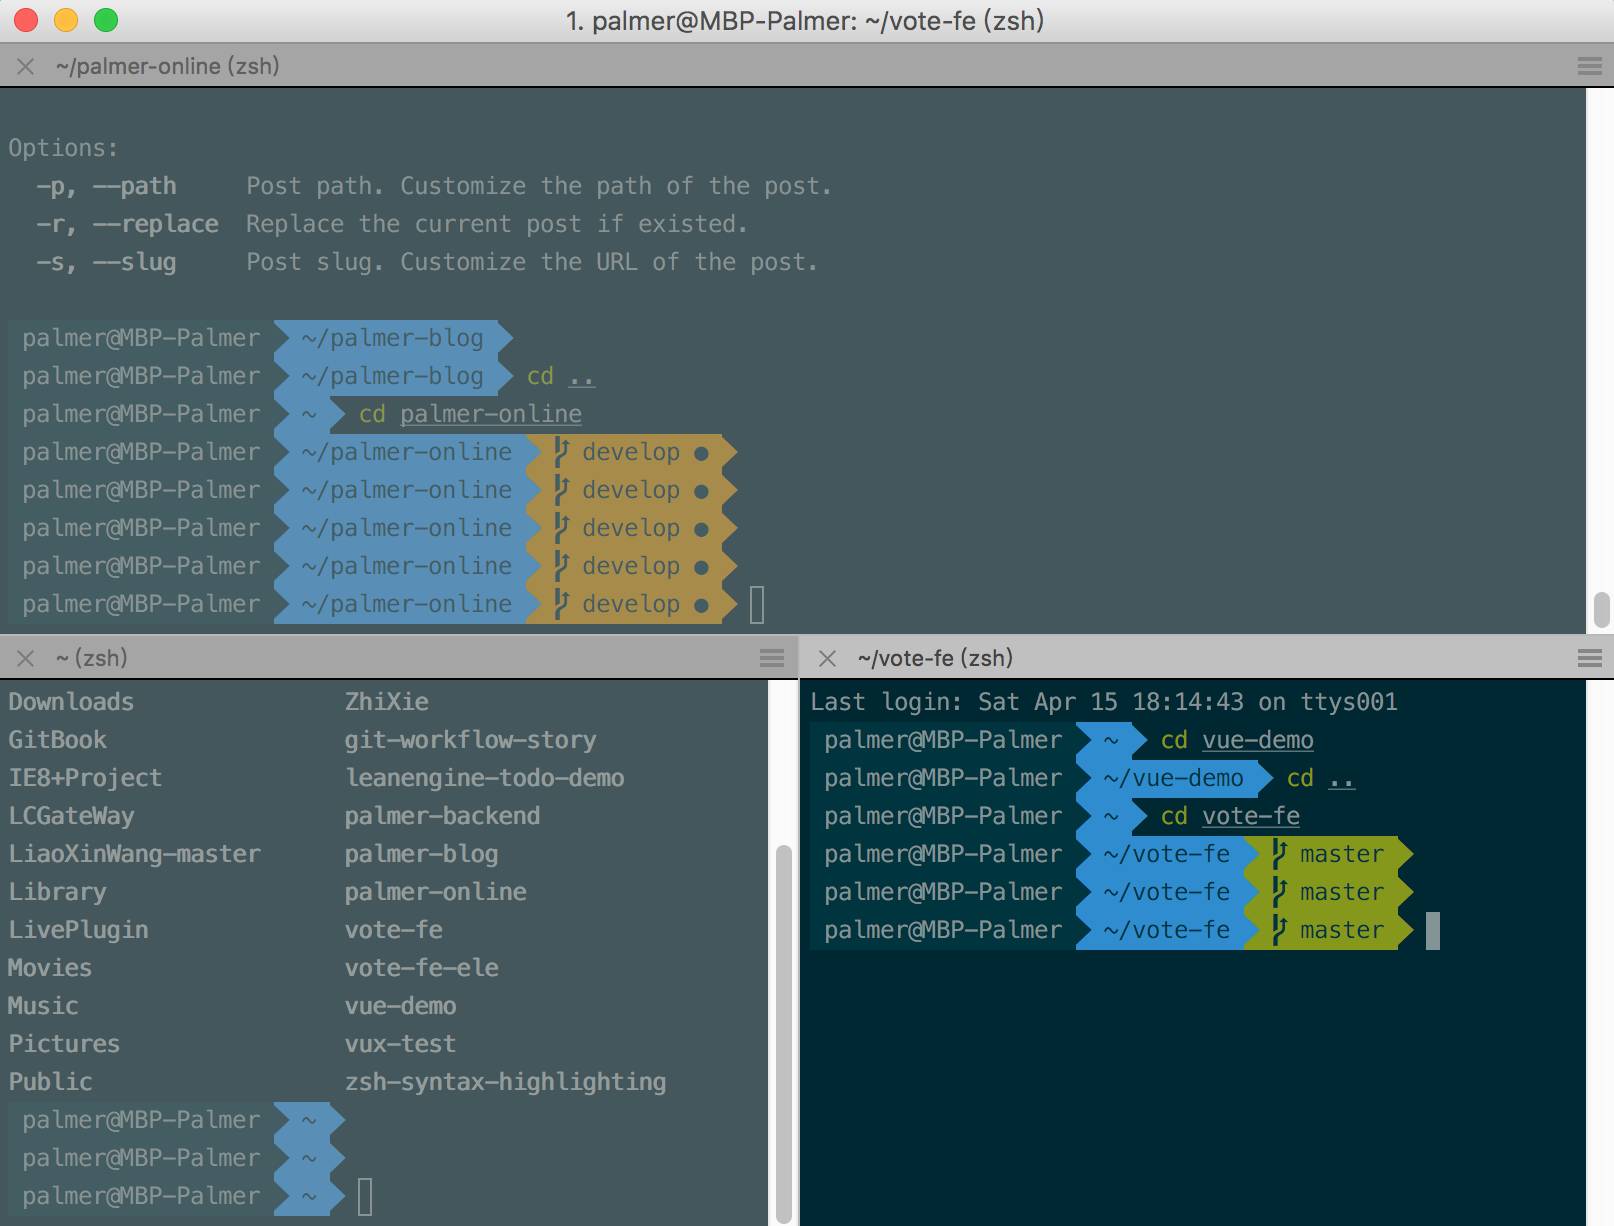 1. palmer@MBP-Palmer: ~/vote-fe (zsh)
~/palmer-online (zsh)
Options:
-p, --path Post path. Customize the path of the post.
-r, --replace Replace the current post if existed.
-s, --slug Post slug. Customize the URL of the post.
palmer@MBP-Palmer ~/palmer-blog
palmer@MBP-Palmer ~/palmer-blog cd ..
palmer@MBP-Palmer ~ cd palmer-online
palmer@MBP-Palmer ~/palmer-online develop ●
palmer@MBP-Palmer ~/palmer-online develop ●
palmer@MBP-Palmer ~/palmer-online develop ●
palmer@MBP-Palmer ~/palmer-online develop ●
palmer@MBP-Palmer ~/palmer-online develop ●
~ (zsh)
Downloads ZhiXie
GitBook git-workflow-story
IE8+Project leanengine-todo-demo
LCGateWay palmer-backend
LiaoXinWang-master palmer-blog
Library palmer-online
LivePlugin vote-fe
Movies vote-fe-ele
Music vue-demo
Pictures vux-test
Public zsh-syntax-highlighting
palmer@MBP-Palmer ~
palmer@MBP-Palmer ~
palmer@MBP-Palmer ~
~/vote-fe (zsh)
Last login: Sat Apr 15 18:14:43 on ttys001
palmer@MBP-Palmer ~ cd vue-demo
palmer@MBP-Palmer ~/vue-demo cd ..
palmer@MBP-Palmer ~ cd vote-fe
palmer@MBP-Palmer ~/vote-fe master
palmer@MBP-Palmer ~/vote-fe master
palmer@MBP-Palmer ~/vote-fe master